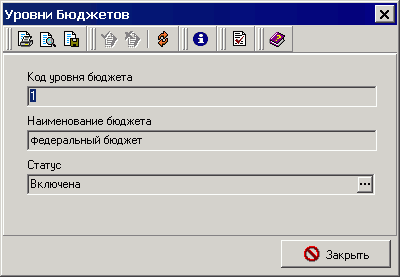 Уровни Бюджетов
Код уровня бюджета
1
Наименование бюджета
федеральный бюджет
Статус
Включена
...
Закрыть